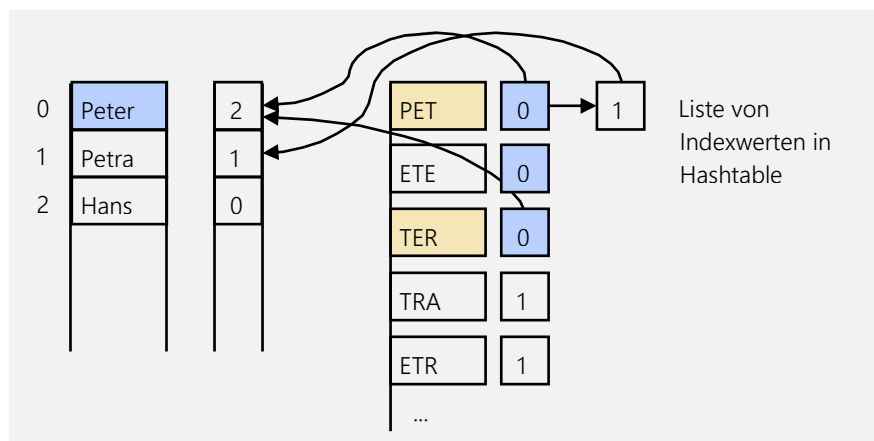 0 Peter 2 PET 0 1 Liste von
Indexwerten in
1 Petra 1 ETE 0 Hashtable
2 Hans 0 TER 0
TRA 1
ETR 1
...